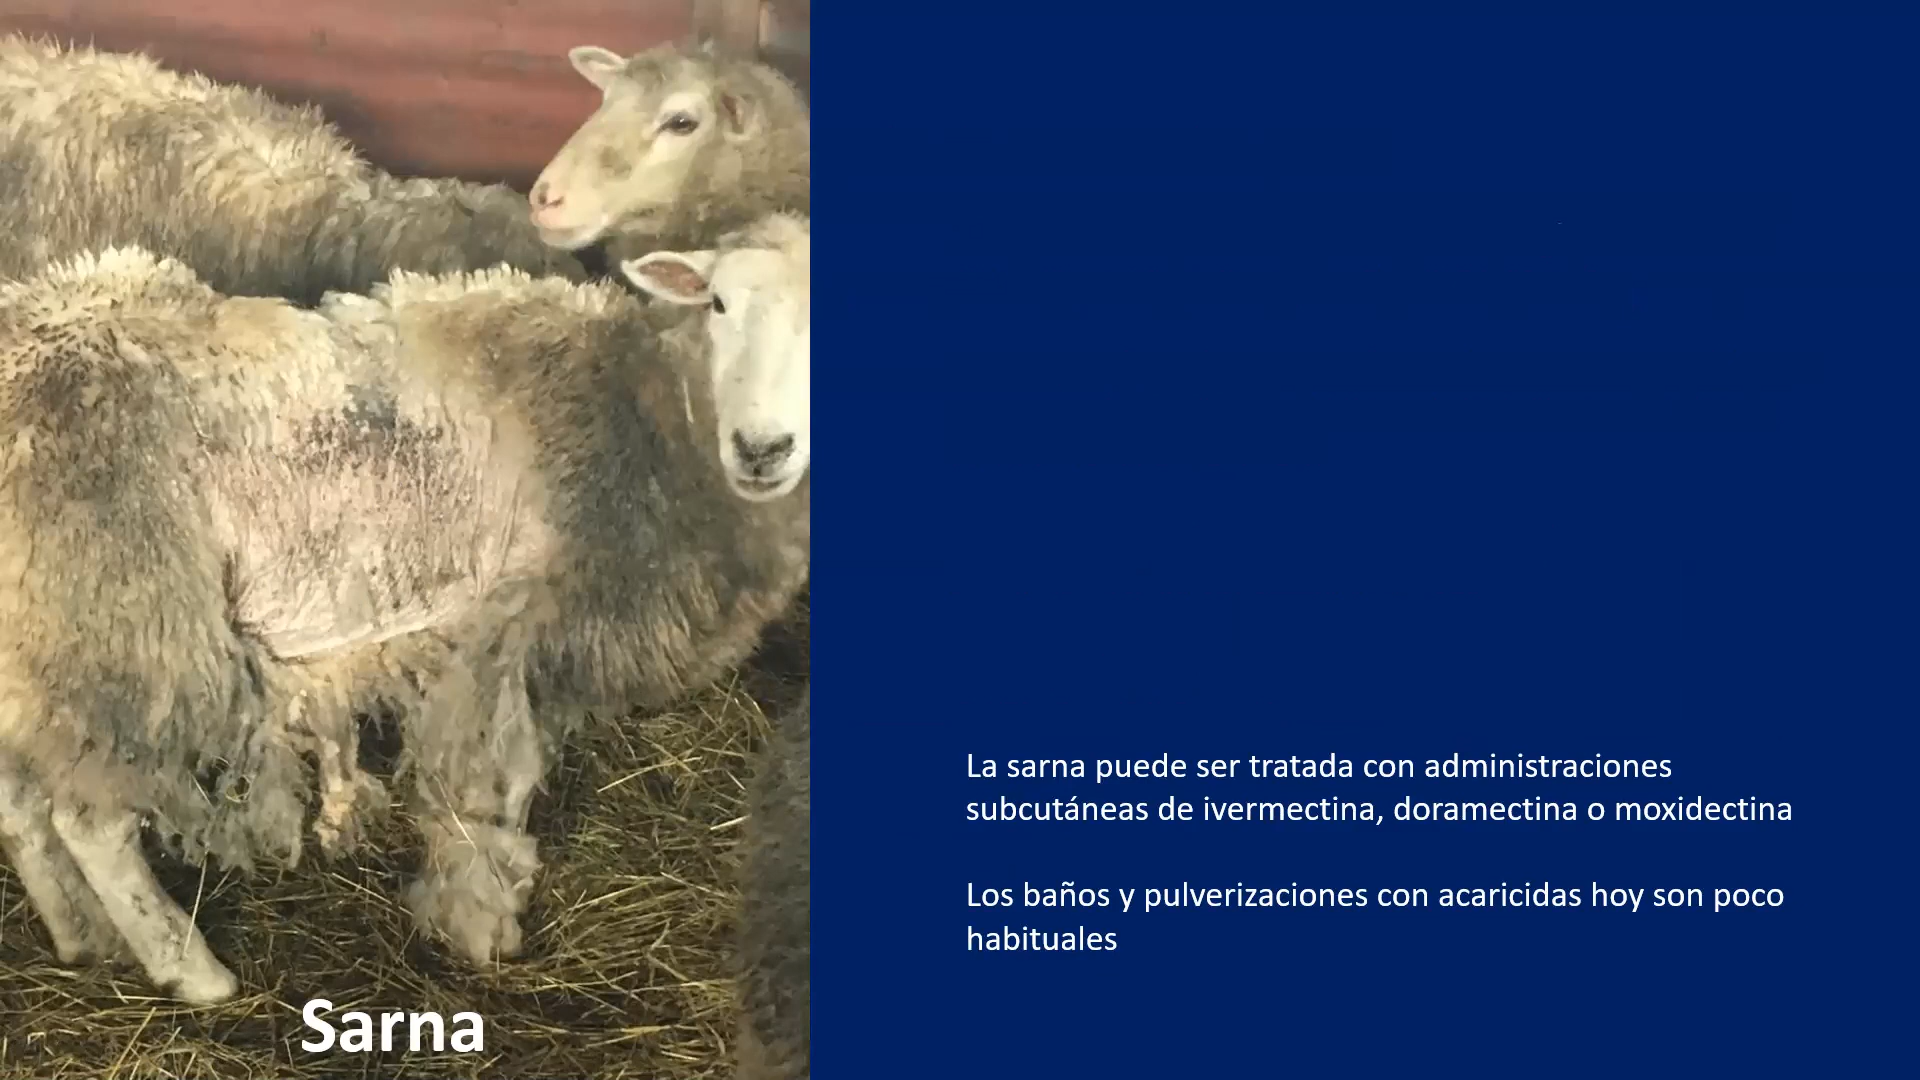 La sarna puede ser tratada con administraciones
subcutáneas de ivermectina, doramectina o moxidectina
Los baños y pulverizaciones con acaricidas hoy son poco
habituales
Sarna